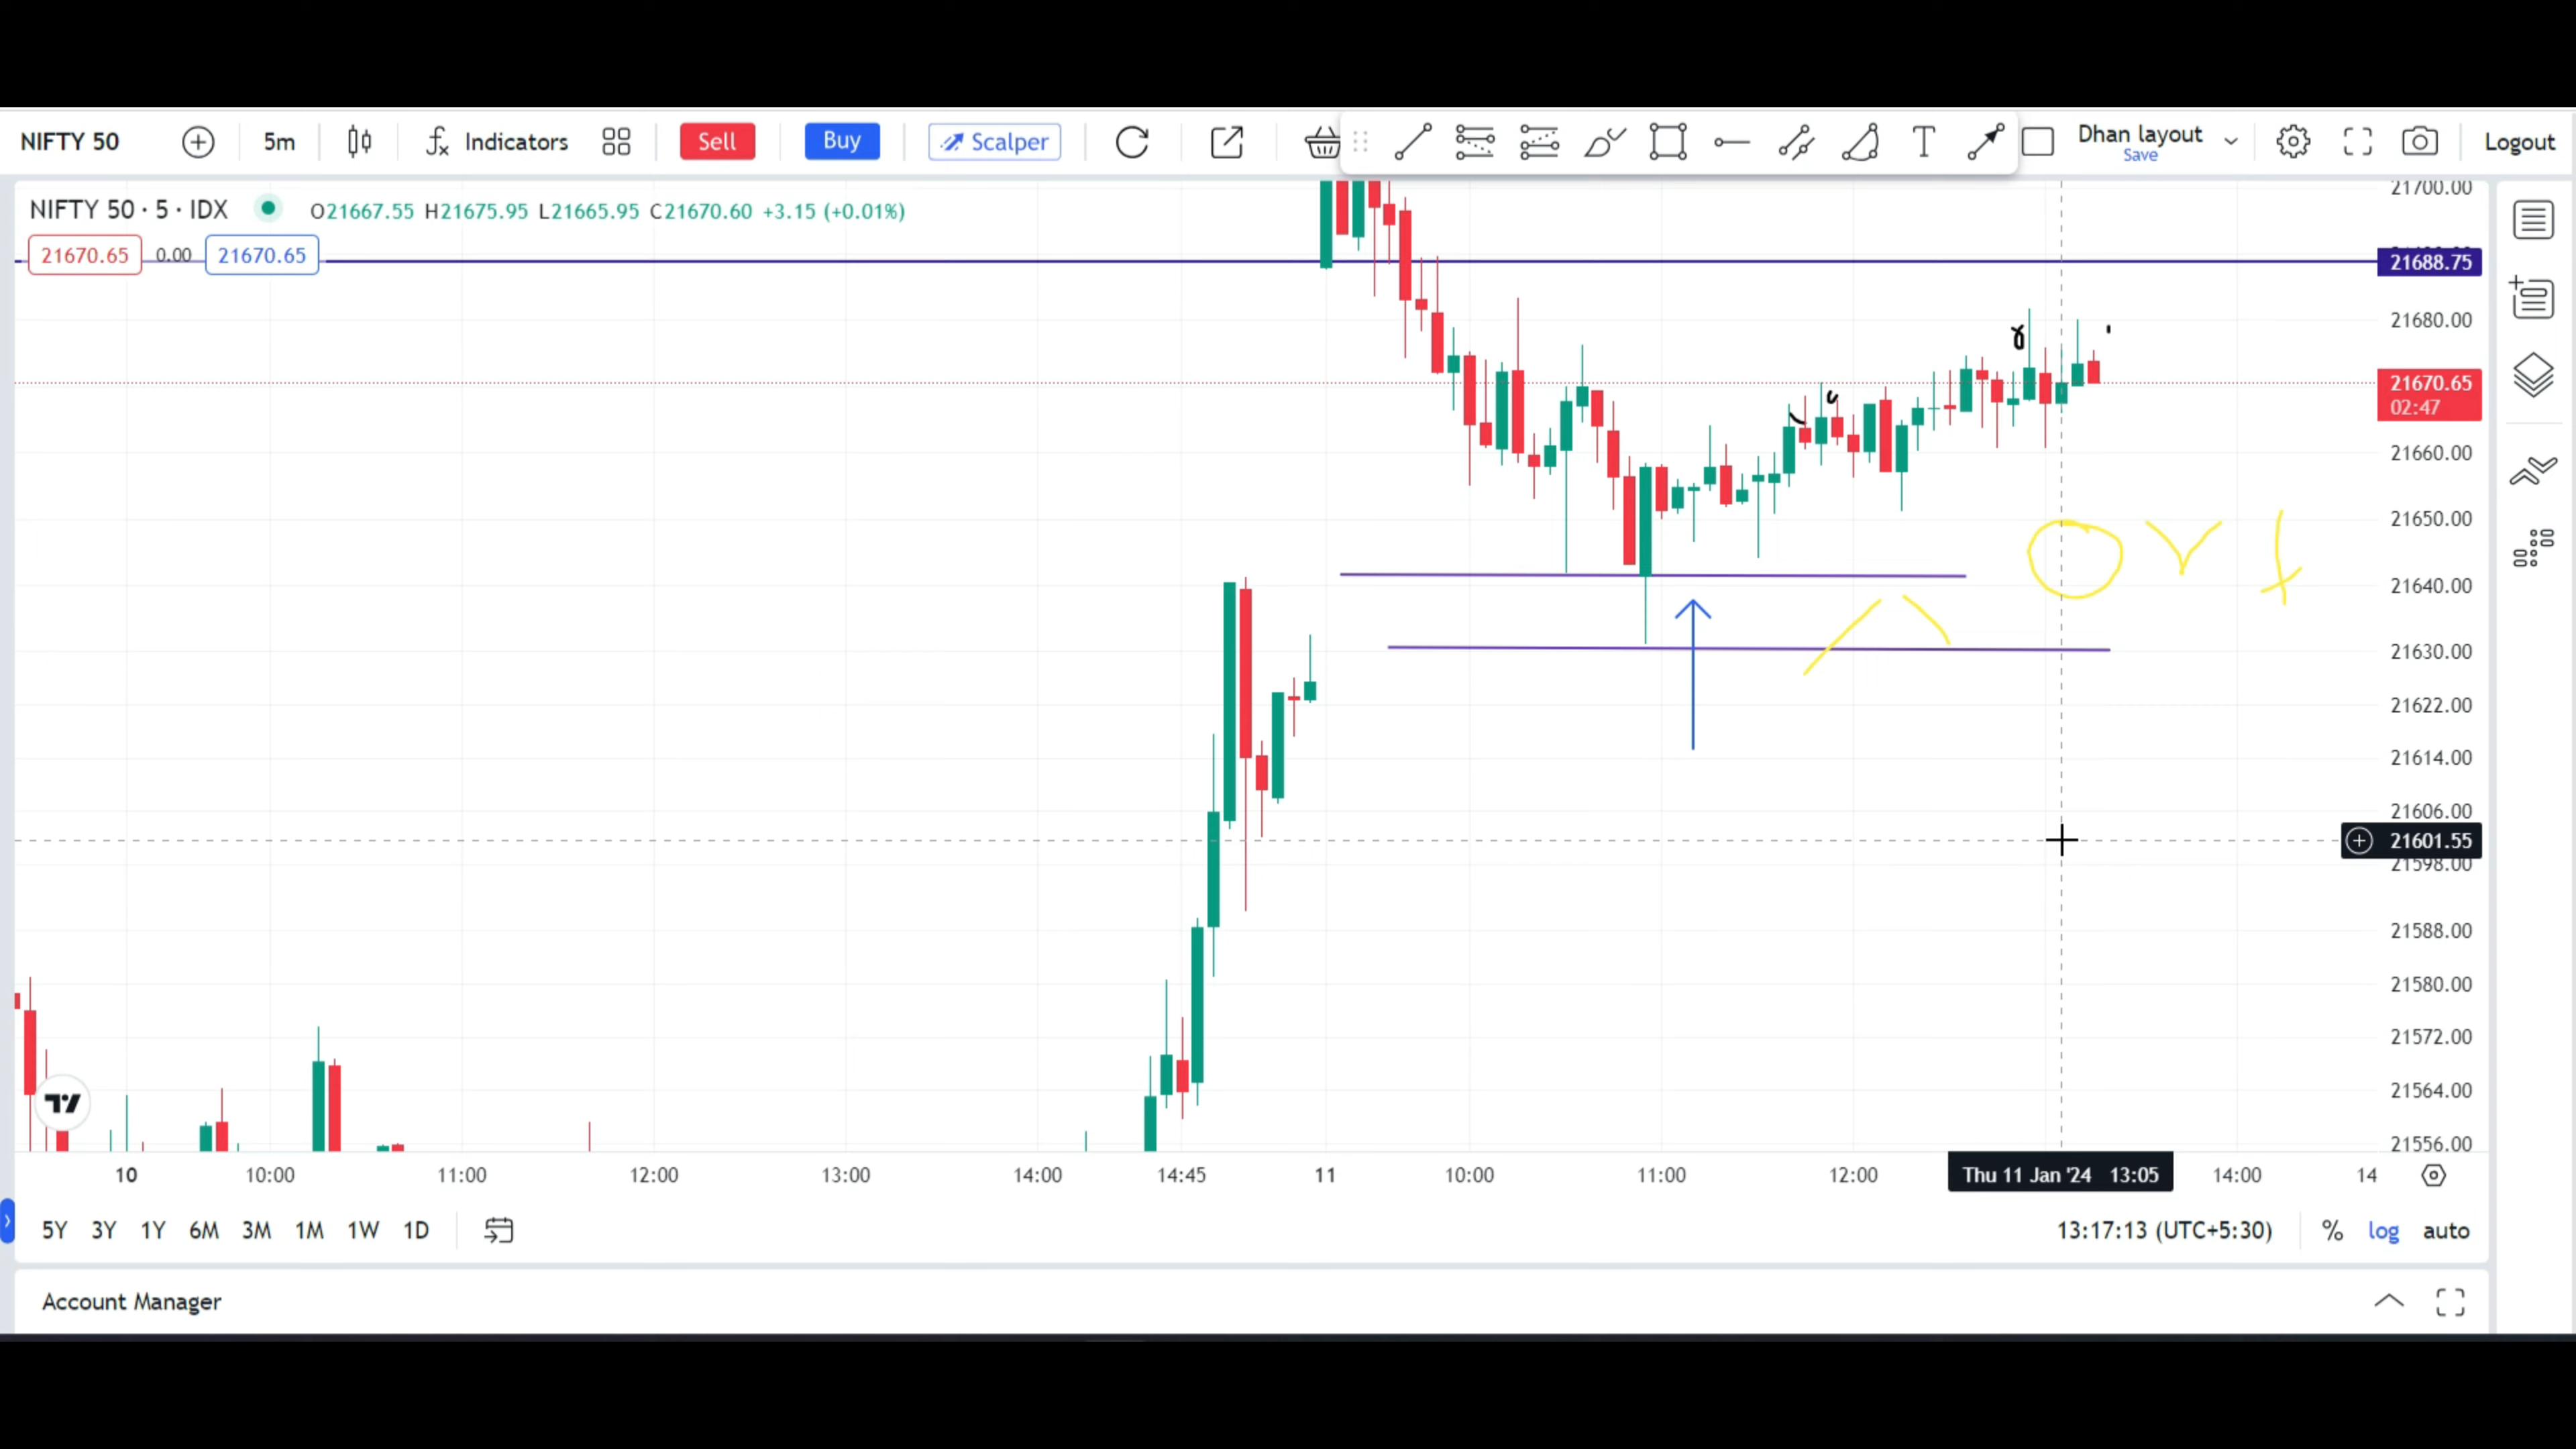 NIFTY 50 5m Indicators Sell Buy Scalper T Dhan layout Logout
Save
NIFTY 50 · 5 · IDX O21667.55 H21675.95 L21665.95 C21670.60 +3.15 (+0.01%)
21670.65 0.00 21670.65
21700.00
21688.75
21680.00
21670.65
02:47
21660.00
21650.00
21640.00
21630.00
21622.00
21614.00
21606.00
21601.55
21598.00
21588.00
21580.00
21572.00
21564.00
21556.00
10 10:00 11:00 12:00 13:00 14:00 14:45 11 10:00 11:00 12:00 Thu 11 Jan '24 13:05 14:00 14
5Y 3Y 1Y 6M 3M 1M 1W 1D 13:17:13 (UTC+5:30) % log auto
Account Manager